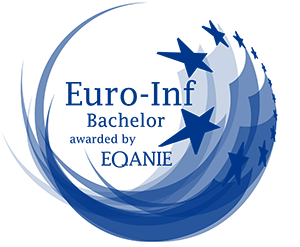 Euro-Inf
Bachelor
awarded by
EQANIE